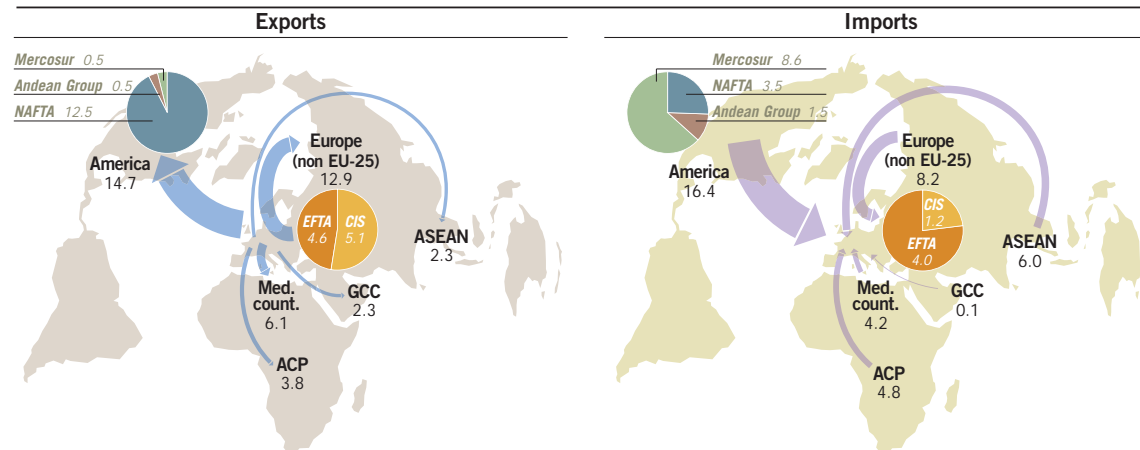 Exports
Mercosur 0.5
Andean Group 0.5
NAFTA 12.5
America
14.7
Europe
(non EU-25)
12.9
EFTA
4.6
CIS
5.1
ASEAN
2.3
Med.
count.
6.1
GCC
2.3
ACP
3.8
Imports
Mercosur 8.6
NAFTA 3.5
Andean Group 1.5
America
16.4
Europe
(non EU-25)
8.2
CIS
1.2
EFTA
4.0
ASEAN
6.0
Med.
count.
4.2
GCC
0.1
ACP
4.8